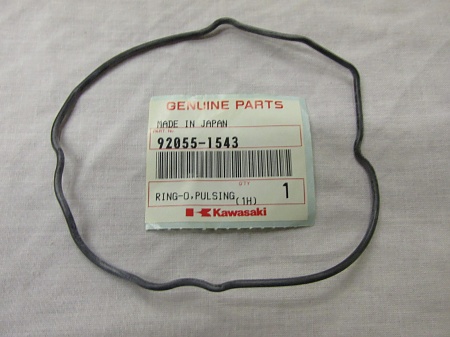 GENUINE PARTS
MADE IN JAPAN
PART No.
92055-1543
QTY
RING-O,PULSING 1
(1H)
Kawasaki